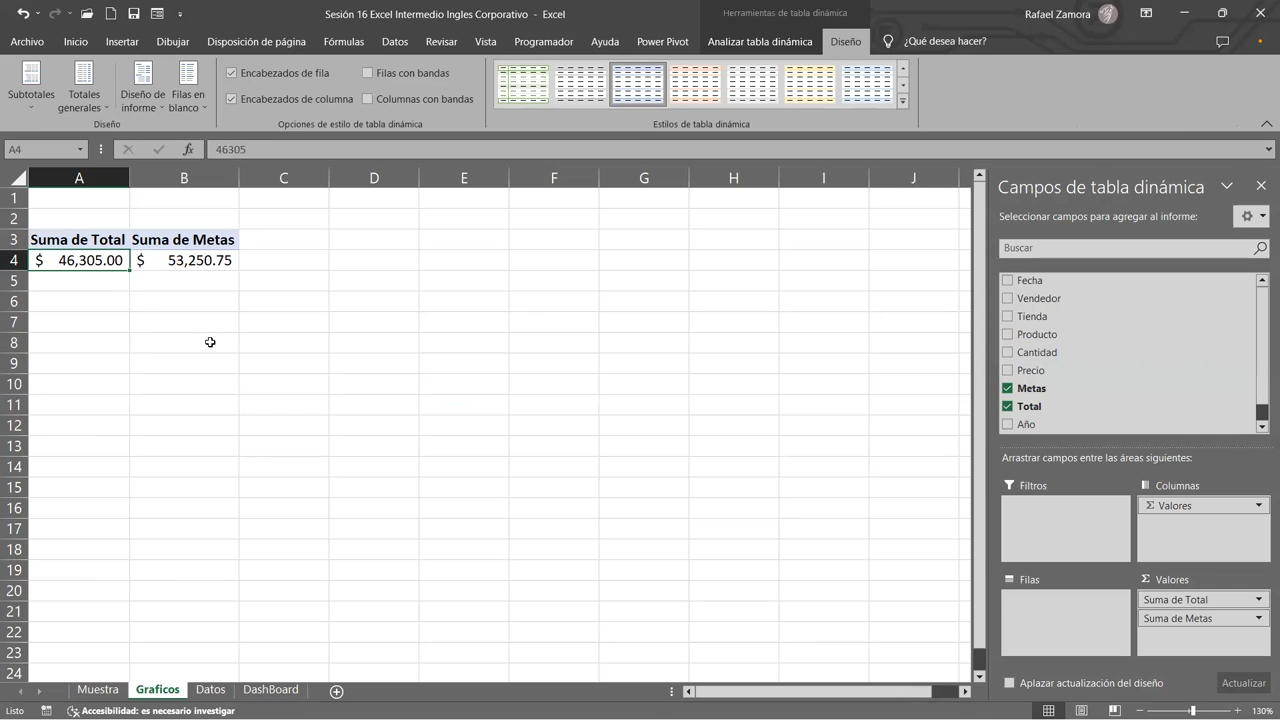 Sesión 16 Excel Intermedio Ingles Corporativo - Excel
Herramientas de tabla dinámica
Rafael Zamora
Archivo Inicio Insertar Dibujar Disposición de página Fórmulas Datos Revisar Vista Programador Ayuda Power Pivot Analizar tabla dinámica Diseño ¿Qué desea hacer?
Subtotales
Totales
generales
Diseño de
informe
Filas en
blanco
Diseño
Encabezados de fila Filas con bandas
Encabezados de columna Columnas con bandas
Opciones de estilo de tabla dinámica
Estilos de tabla dinámica
A4 fx 46305
A B C D E F G H I J
1
2
3 Suma de Total Suma de Metas
4 $ 46,305.00 $ 53,250.75
5
6
7
8
9
10
11
12
13
14
15
16
17
18
19
20
21
22
23
24
Campos de tabla dinámica
Seleccionar campos para agregar al informe:
Buscar
Fecha
Vendedor
Tienda
Producto
Cantidad
Precio
Metas
Total
Año
Arrastrar campos entre las áreas siguientes:
Filtros
Columnas
Σ Valores
Filas
Σ Valores
Suma de Total
Suma de Metas
Aplazar actualización del diseño Actualizar
Muestra Graficos Datos DashBoard
Listo Accesibilidad: es necesario investigar 130%